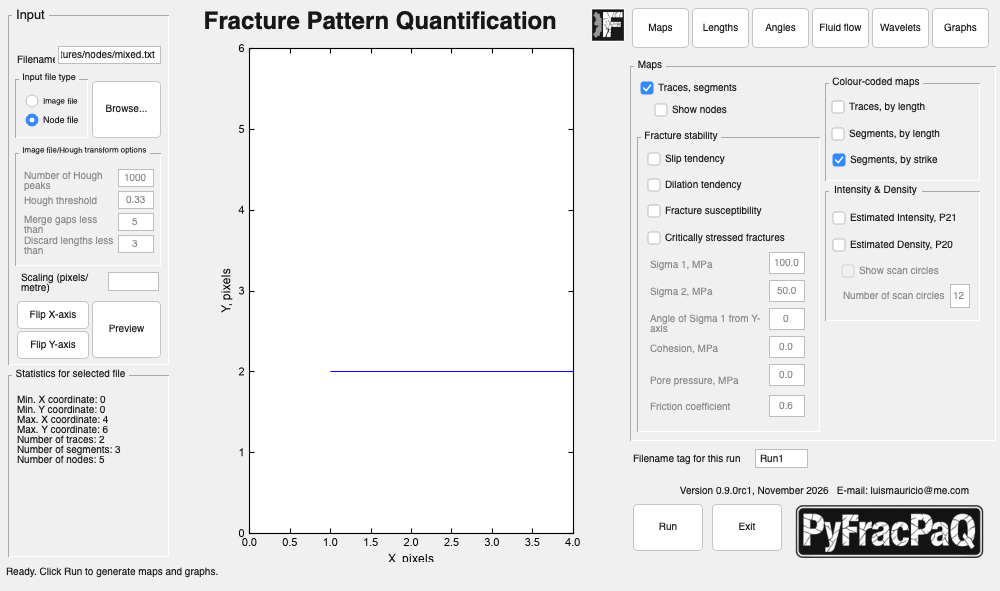 Input
Fracture Pattern Quantification
Maps
Lengths
Angles
Fluid flow
Wavelets
Graphs
Filename
:ures/nodes/mixed.txt
Input file type
Image file
Node file
Browse...
Image file/Hough transform options
Number of Hough
peaks
1000
Hough threshold
0.33
Merge gaps less
than
5
Discard lengths less
than
3
Scaling (pixels/
metre)
Flip X-axis
Flip Y-axis
Preview
Statistics for selected file
Min. X coordinate: 0
Min. Y coordinate: 0
Max. X coordinate: 4
Max. Y coordinate: 6
Number of traces: 2
Number of segments: 3
Number of nodes: 5
Ready. Click Run to generate maps and graphs.
6
5
4
3
2
1
0
Y, pixels
0.0 0.5 1.0 1.5 2.0 2.5 3.0 3.5 4.0
X, pixels
Maps
Traces, segments
Show nodes
Fracture stability
Slip tendency
Dilation tendency
Fracture susceptibility
Critically stressed fractures
Sigma 1, MPa
100.0
Sigma 2, MPa
50.0
Angle of Sigma 1 from Y-
axis
0
Cohesion, MPa
0.0
Pore pressure, MPa
0.0
Friction coefficient
0.6
Colour-coded maps
Traces, by length
Segments, by length
Segments, by strike
Intensity & Density
Estimated Intensity, P21
Estimated Density, P20
Show scan circles
Number of scan circles
12
Filename tag for this run
Run1
Version 0.9.0rc1, November 2026 E-mail: luismauricio@me.com
Run
Exit
PyFracPaQ